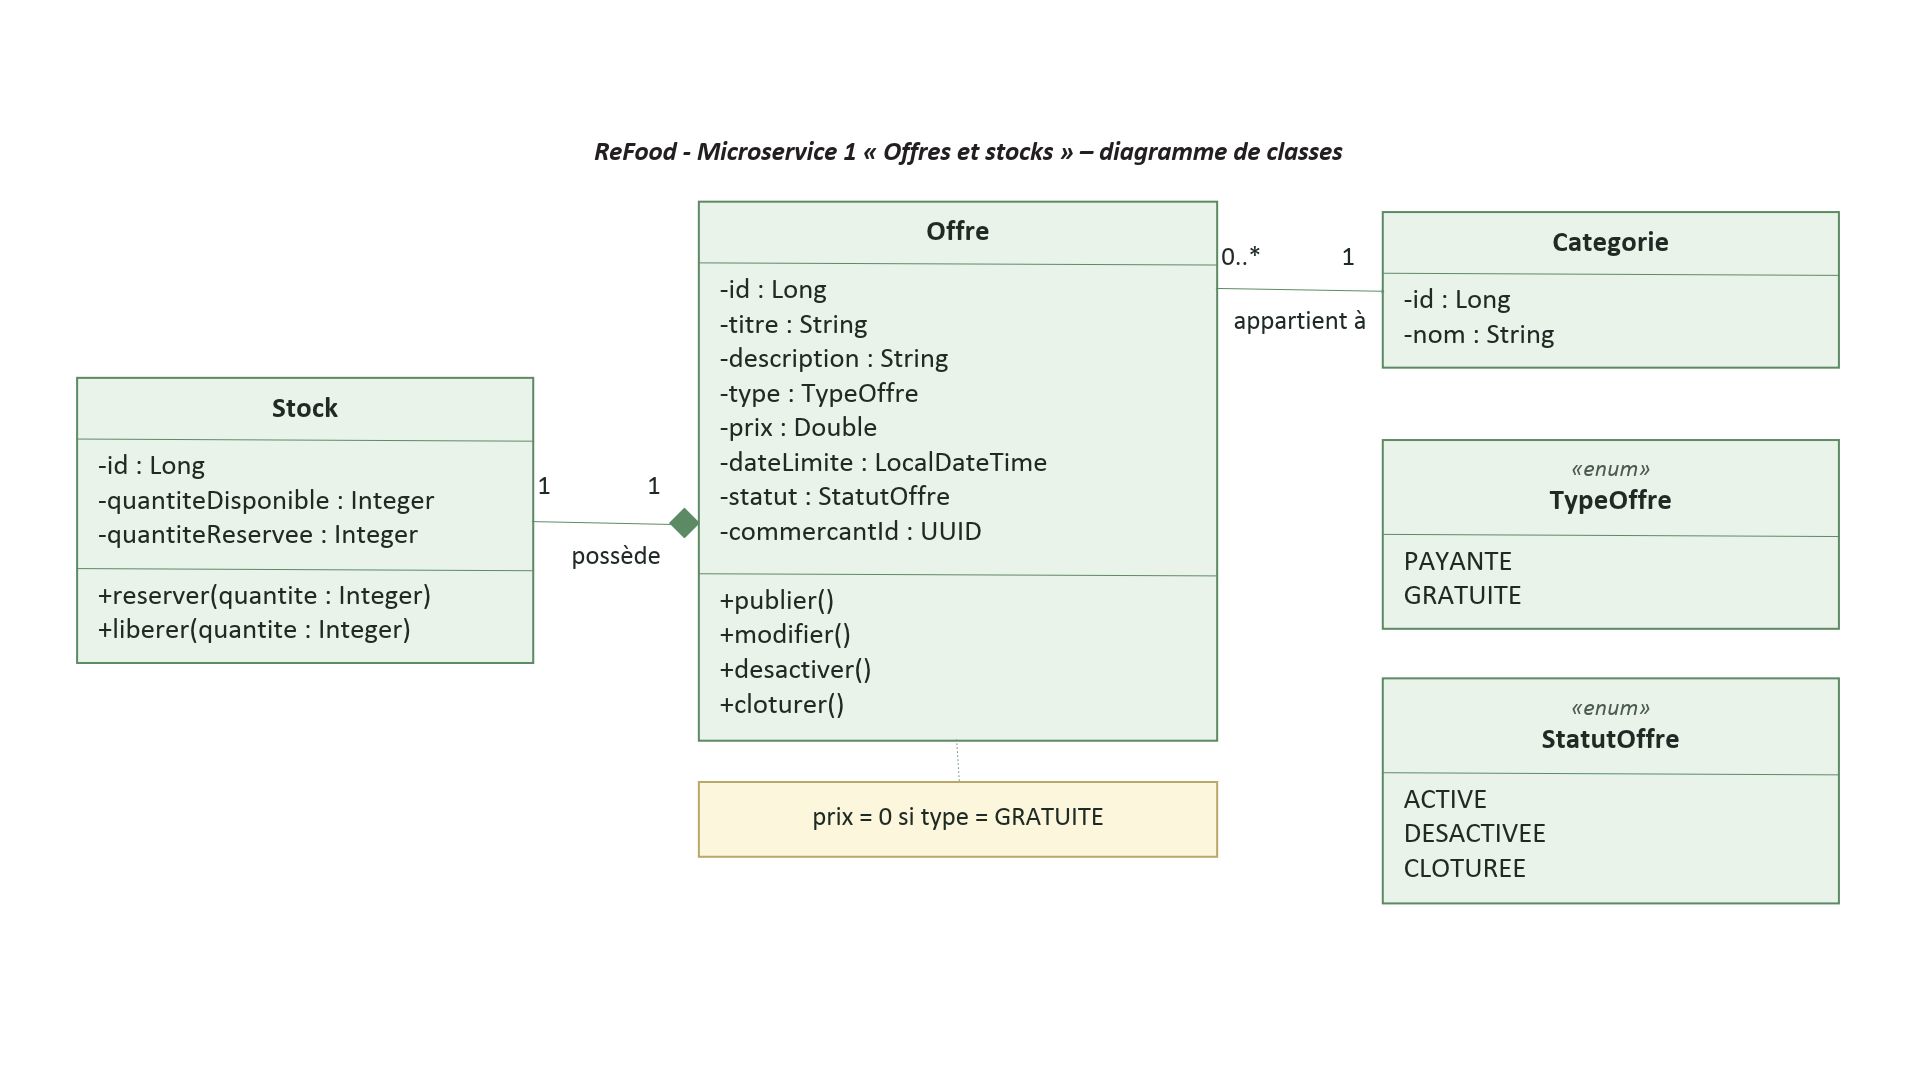 ReFood - Microservice 1 « Offres et stocks » – diagramme de classes
Stock
-id : Long
-quantiteDisponible : Integer
-quantiteReservee : Integer
+reserver(quantite : Integer)
+liberer(quantite : Integer)
1
1
possède
Offre
-id : Long
-titre : String
-description : String
-type : TypeOffre
-prix : Double
-dateLimite : LocalDateTime
-statut : StatutOffre
-commercantId : UUID
+publier()
+modifier()
+desactiver()
+cloturer()
prix = 0 si type = GRATUITE
0..*
1
appartient à
Categorie
-id : Long
-nom : String
«enum»
TypeOffre
PAYANTE
GRATUITE
«enum»
StatutOffre
ACTIVE
DESACTIVEE
CLOTUREE